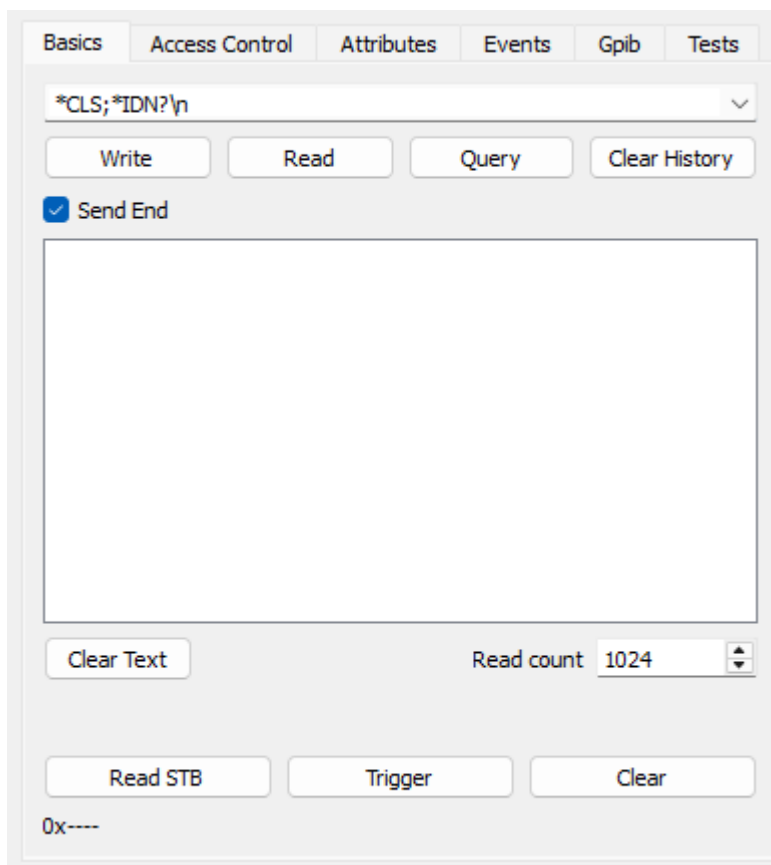 Basics Access Control Attributes Events Gpib Tests
*CLS;*IDN?\n
Write Read Query Clear History
Send End
Clear Text Read count 1024
Read STB Trigger Clear
0x----